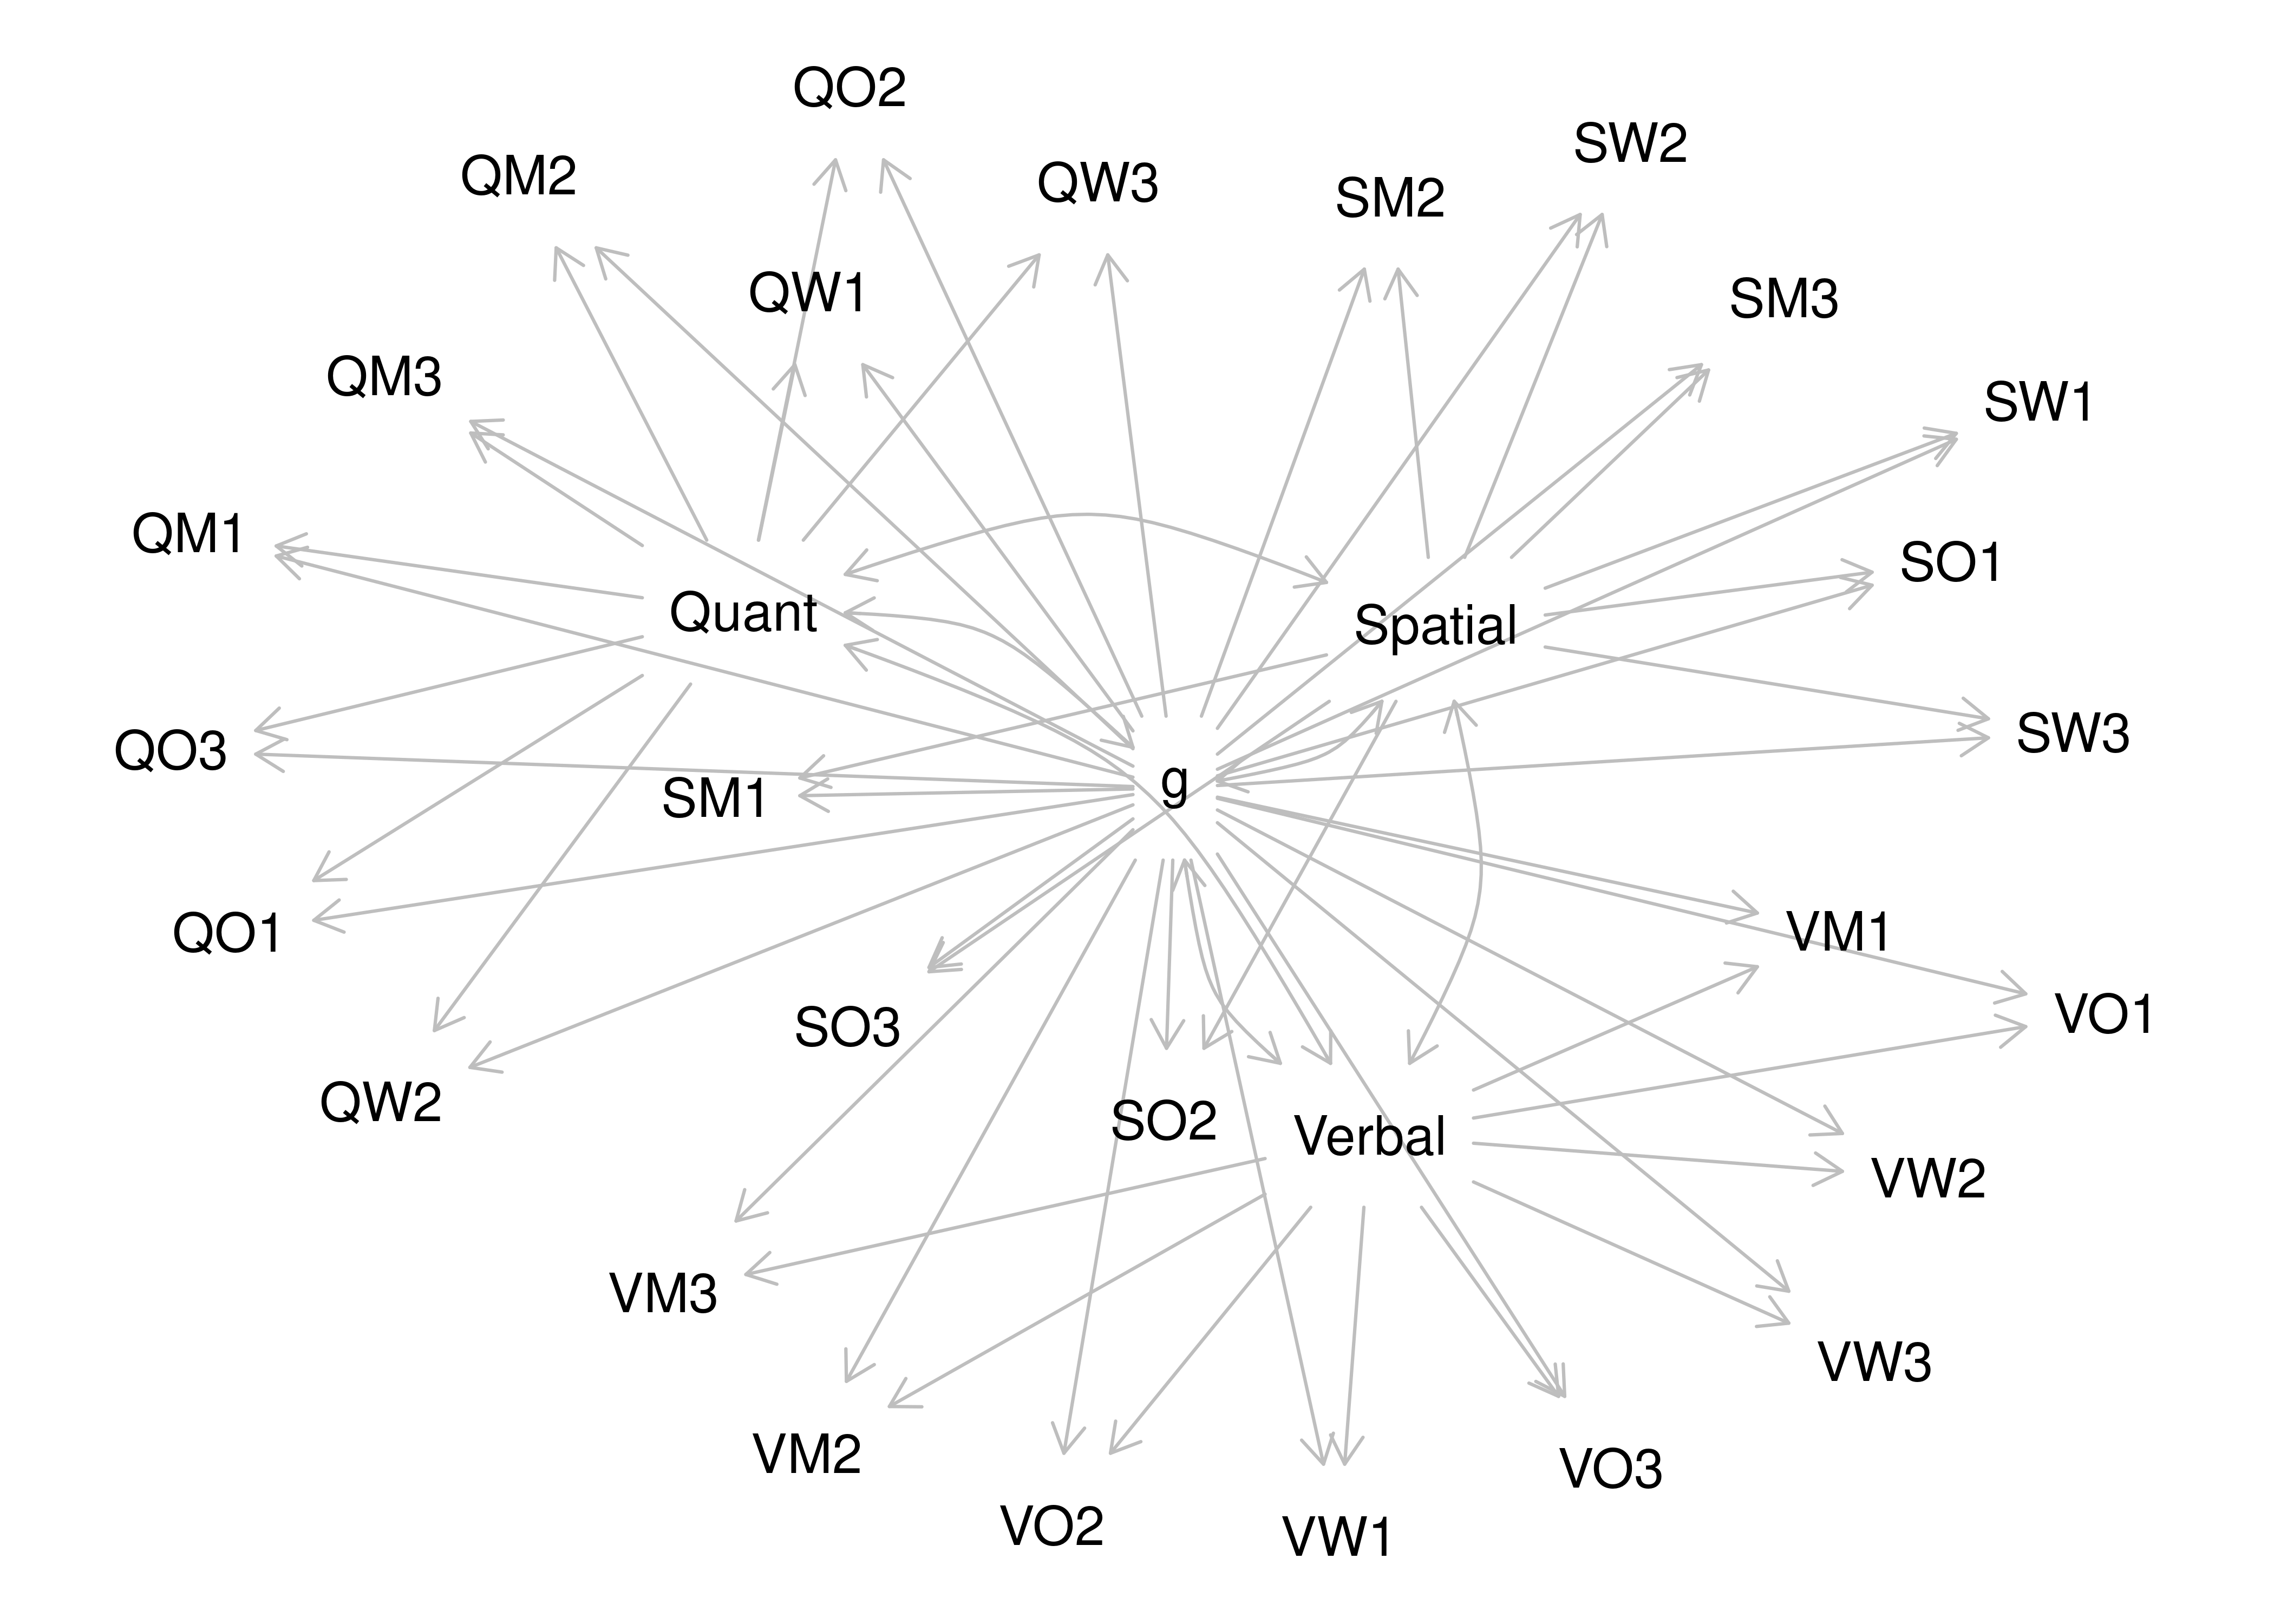 QO2
SW2
QM2
QW3
SM2
QW1
SM3
QM3
SW1
QM1
SO1
Quant
Spatial
QO3
SW3
g
SM1
QO1
VM1
VO1
SO3
QW2
SO2
Verbal
VW2
VM3
VW3
VM2
VO3
VO2
VW1